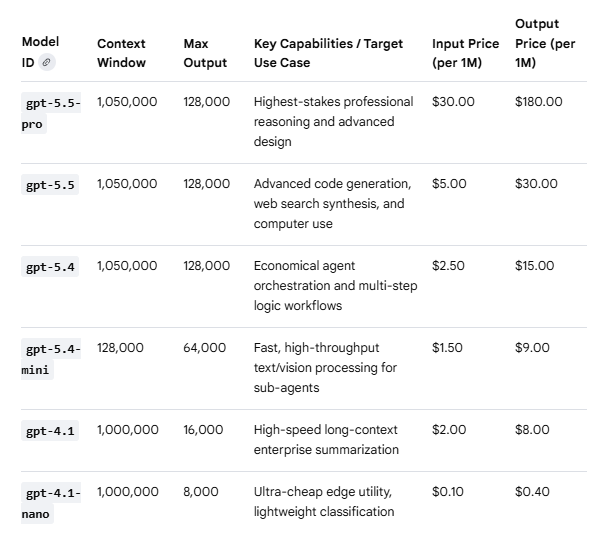 Model ID Context Window Max Output Key Capabilities / Target Use Case Input Price (per 1M) Output Price (per 1M)
gpt-5.5-pro 1,050,000 128,000 Highest-stakes professional reasoning and advanced design $30.00 $180.00
gpt-5.5 1,050,000 128,000 Advanced code generation, web search synthesis, and computer use $5.00 $30.00
gpt-5.4 1,050,000 128,000 Economical agent orchestration and multi-step logic workflows $2.50 $15.00
gpt-5.4-mini 128,000 64,000 Fast, high-throughput text/vision processing for sub-agents $1.50 $9.00
gpt-4.1 1,000,000 16,000 High-speed long-context enterprise summarization $2.00 $8.00
gpt-4.1-nano 1,000,000 8,000 Ultra-cheap edge utility, lightweight classification $0.10 $0.40